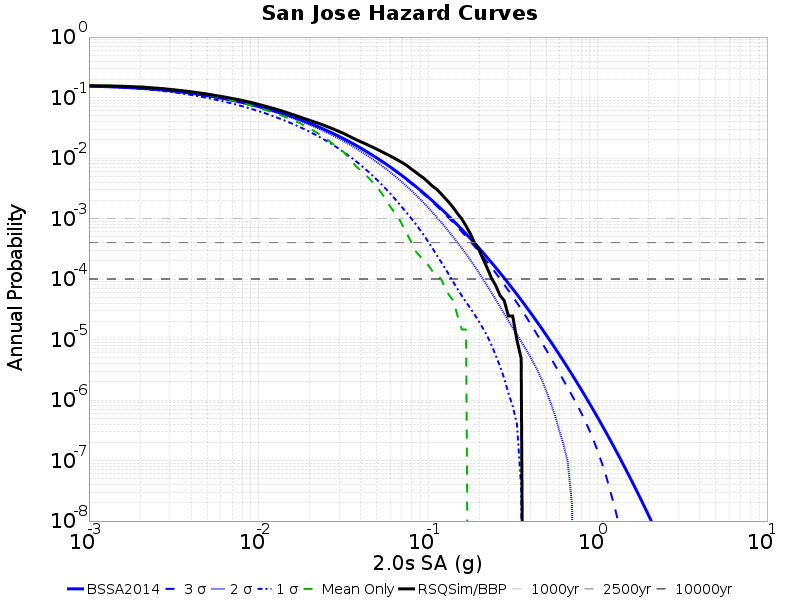 San Jose Hazard Curves
10^0
10^-1
10^-2
10^-3
10^-4
10^-5
10^-6
10^-7
10^-8
Annual Probability
10^-3 10^-2 10^-1 10^0 10^1
2.0s SA (g)
BSSA2014 3 σ 2 σ 1 σ Mean Only RSQSim/BBP 1000yr 2500yr 10000yr